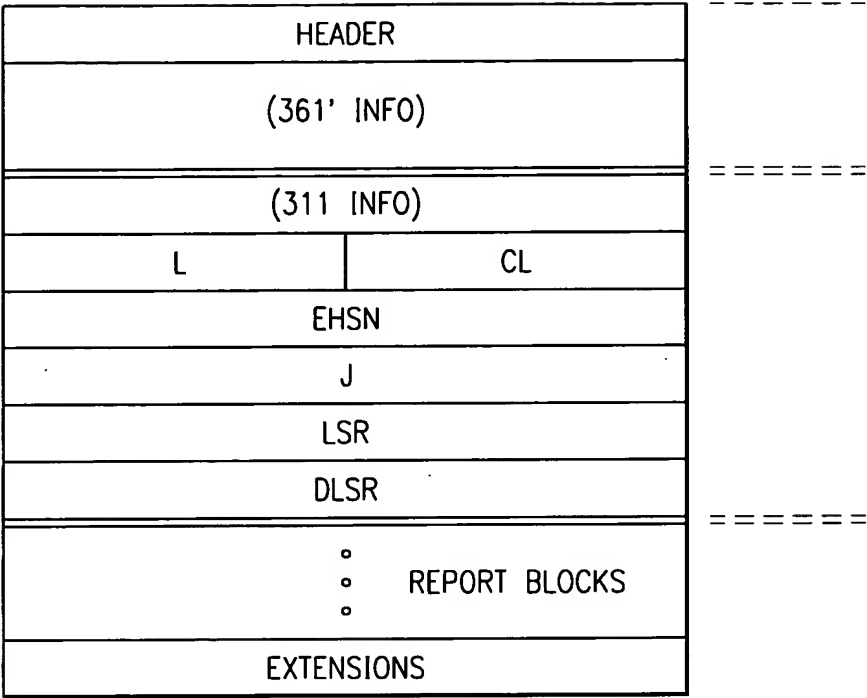 HEADER
(361' INFO)
(311 INFO)
L CL
EHSN
J
LSR
DLSR
REPORT BLOCKS
EXTENSIONS